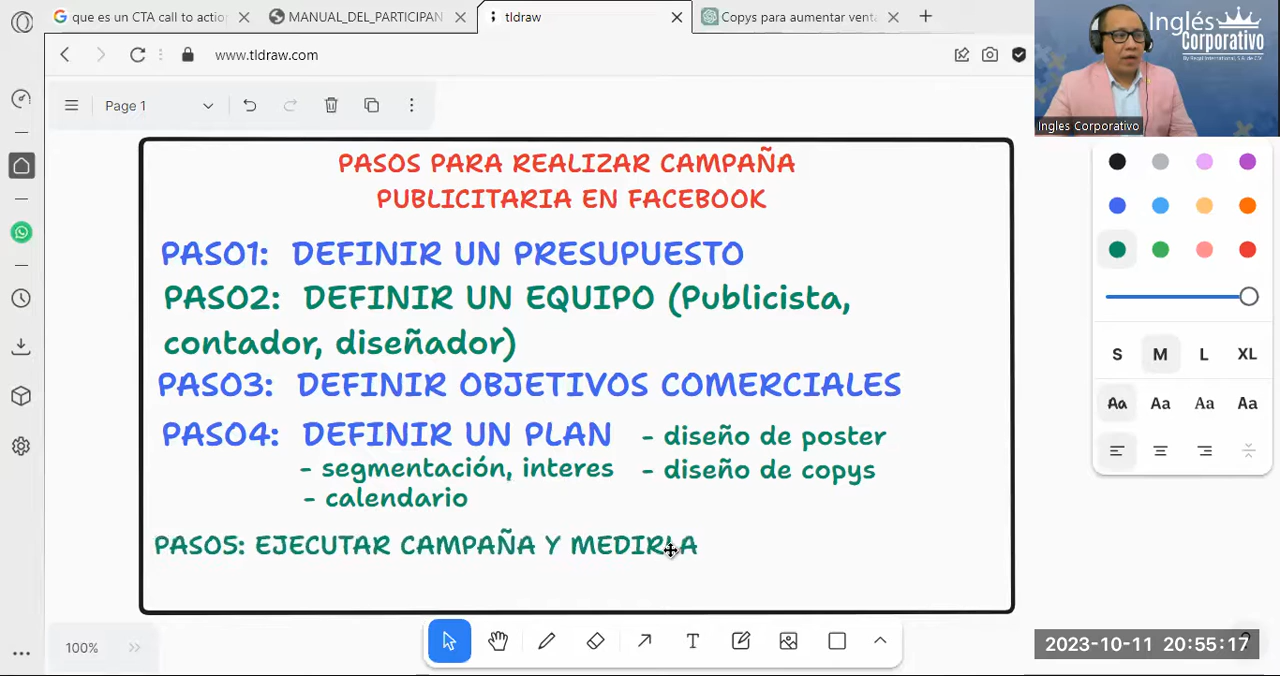 que es un CTA call to action
MANUAL_DEL_PARTICIPAN
tldraw
Copys para aumentar venta
www.tldraw.com
Page 1
Inglés
Corporativo
Ingles Corporativo
PASOS PARA REALIZAR CAMPAÑA
PUBLICITARIA EN FACEBOOK
PASO1: DEFINIR UN PRESUPUESTO
PASO2: DEFINIR UN EQUIPO (Publicista,
contador, diseñador)
PASO3: DEFINIR OBJETIVOS COMERCIALES
PASO4: DEFINIR UN PLAN
- diseño de poster
- segmentación, interes
- diseño de copys
- calendario
PASO5: EJECUTAR CAMPAÑA Y MEDIRLA
S M L XL
Aa Aa Aa Aa
100%
T
2023-10-11 20:55:17